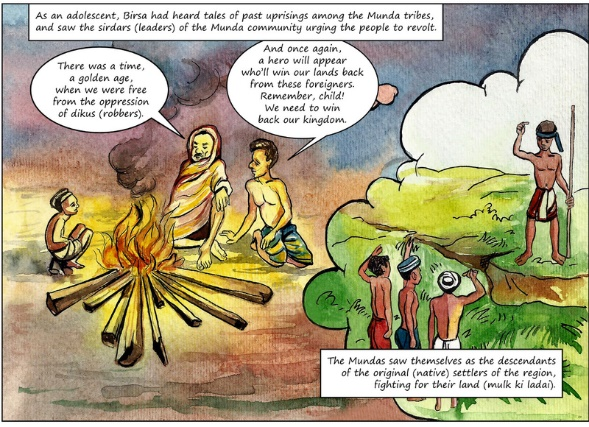 As an adolescent, Birsa had heard tales of past uprisings among the Munda tribes,
and saw the sirdars (leaders) of the Munda community urging the people to revolt.
There was a time,
a golden age,
when we were free
from the oppression
of dikus (robbers).
And once again,
a hero will appear
who'll win our lands back
from these foreigners.
Remember, child!
We need to win
back our kingdom.
The Mundas saw themselves as the descendants
of the original (native) settlers of the region,
fighting for their land (mulk ki ladai).